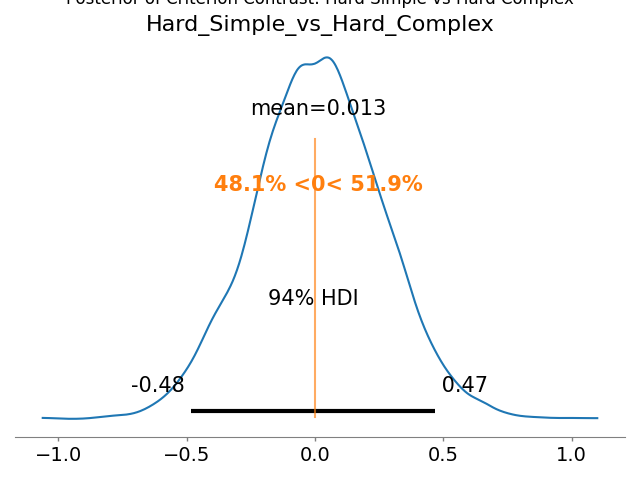 Posterior of Criterion Contrast: Hard Simple vs Hard Complex
Hard_Simple_vs_Hard_Complex
mean=0.013
48.1% <0< 51.9%
94% HDI
-0.48
0.47
−1.0
−0.5
0.0
0.5
1.0